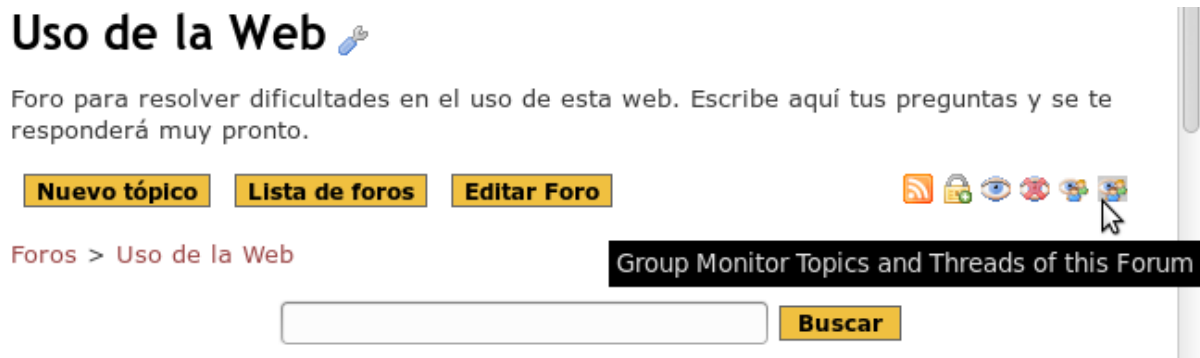 Uso de la Web
Foro para resolver dificultades en el uso de esta web. Escribe aquí tus preguntas y se te
responderá muy pronto.
Nuevo tópico Lista de foros Editar Foro
Foros > Uso de la Web
Group Monitor Topics and Threads of this Forum
Buscar